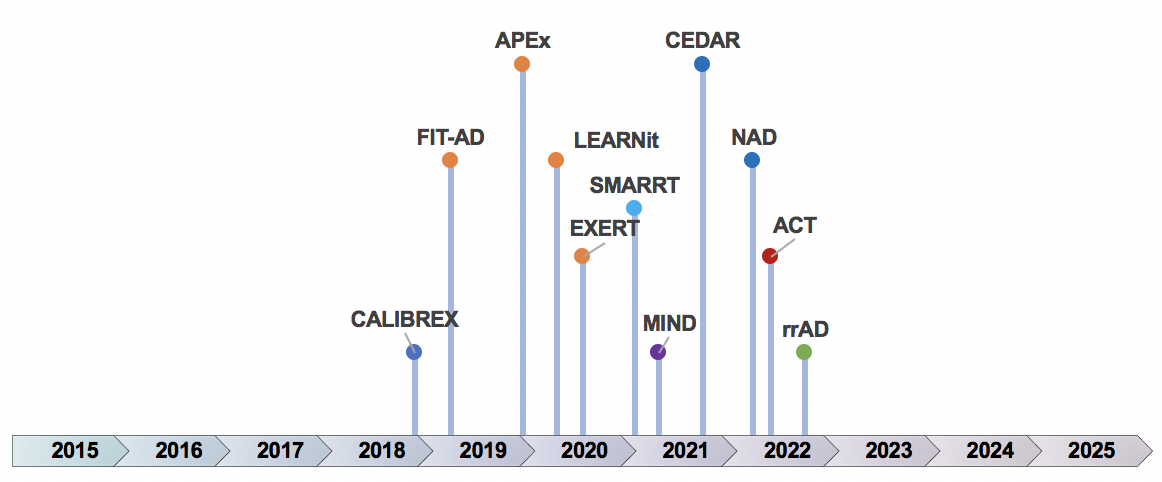 APEx
CEDAR
FIT-AD
LEARNit
NAD
SMARRT
EXERT
ACT
CALIBREX
MIND
rrAD
2015 2016 2017 2018 2019 2020 2021 2022 2023 2024 2025